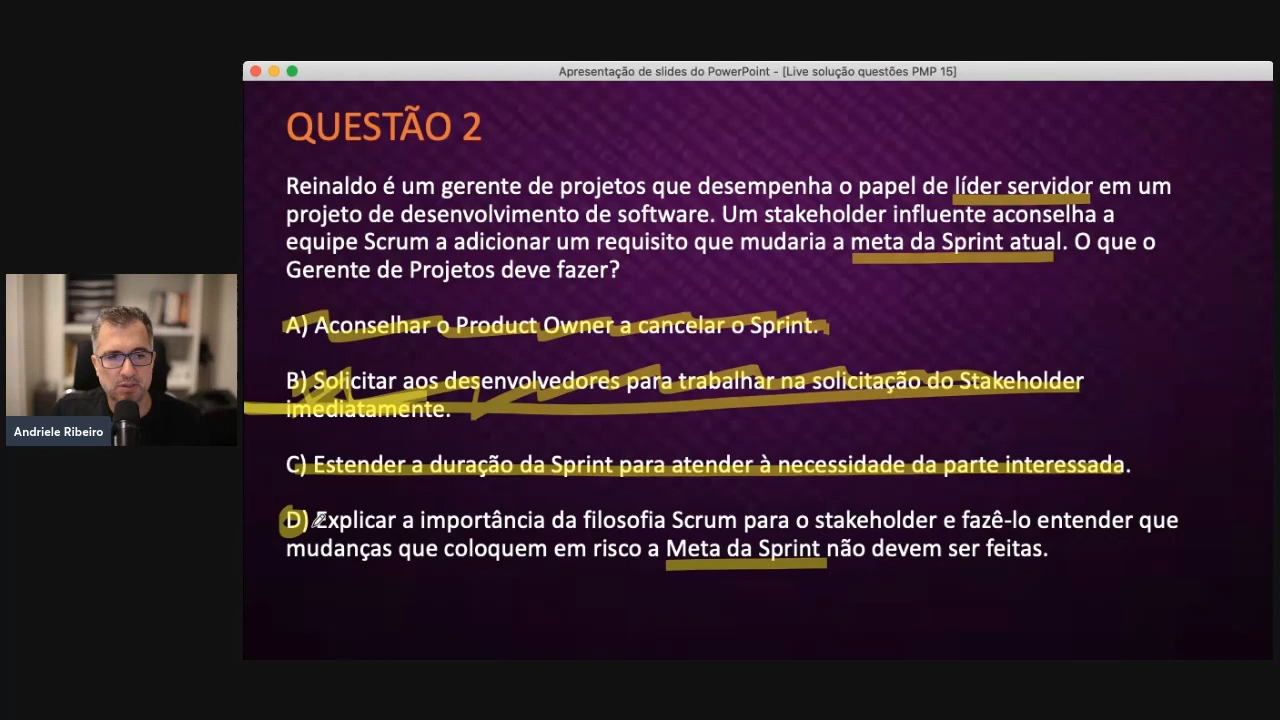 Apresentação de slides do PowerPoint - [Live solução questões PMP 15]
QUESTÃO 2
Reinaldo é um gerente de projetos que desempenha o papel de líder servidor em um
projeto de desenvolvimento de software. Um stakeholder influente aconselha a
equipe Scrum a adicionar um requisito que mudaria a meta da Sprint atual. O que o
Gerente de Projetos deve fazer?
A) Aconselhar o Product Owner a cancelar o Sprint.
B) Solicitar aos desenvolvedores para trabalhar na solicitação do Stakeholder
imediatamente.
C) Estender a duração da Sprint para atender à necessidade da parte interessada.
D) Explicar a importância da filosofia Scrum para o stakeholder e fazê-lo entender que
mudanças que coloquem em risco a Meta da Sprint não devem ser feitas.
Andriele Ribeiro